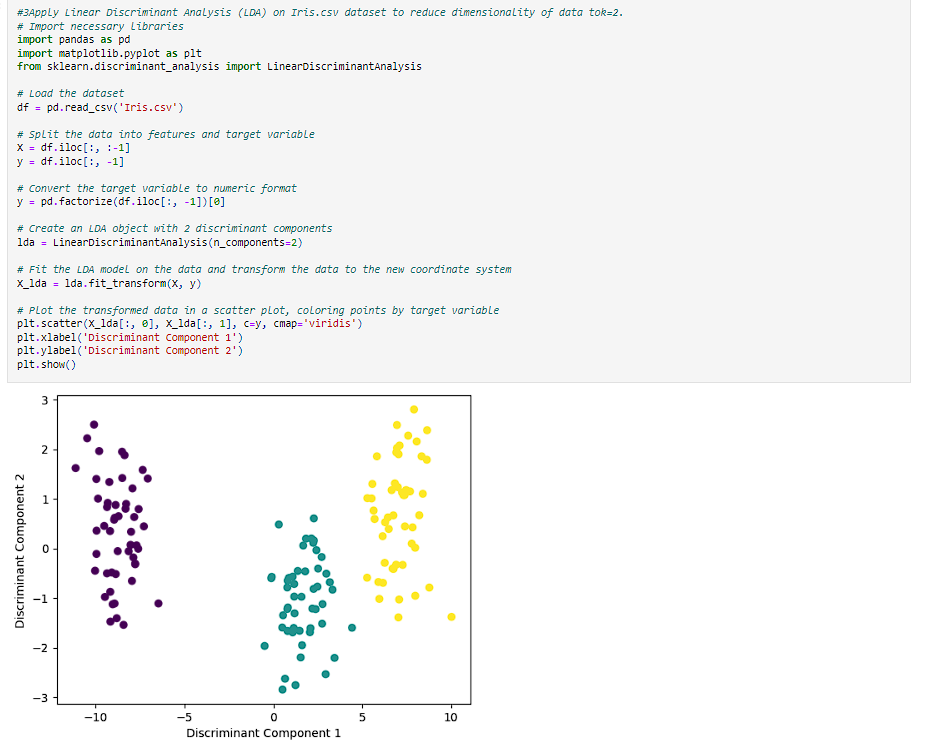 #3Apply Linear Discriminant Analysis (LDA) on Iris.csv dataset to reduce dimensionality of data tok=2.
# Import necessary libraries
import pandas as pd
import matplotlib.pyplot as plt
from sklearn.discriminant_analysis import LinearDiscriminantAnalysis
# Load the dataset
df = pd.read_csv('Iris.csv')
# Split the data into features and target variable
X = df.iloc[:, :-1]
y = df.iloc[:, -1]
# Convert the target variable to numeric format
y = pd.factorize(df.iloc[:, -1])[0]
# Create an LDA object with 2 discriminant components
lda = LinearDiscriminantAnalysis(n_components=2)
# Fit the LDA model on the data and transform the data to the new coordinate system
X_lda = lda.fit_transform(X, y)
# Plot the transformed data in a scatter plot, coloring points by target variable
plt.scatter(X_lda[:, 0], X_lda[:, 1], c=y, cmap='viridis')
plt.xlabel('Discriminant Component 1')
plt.ylabel('Discriminant Component 2')
plt.show()
Discriminant Component 2
3
2
1
0
−1
−2
−3
−10 −5 0 5 10
Discriminant Component 1